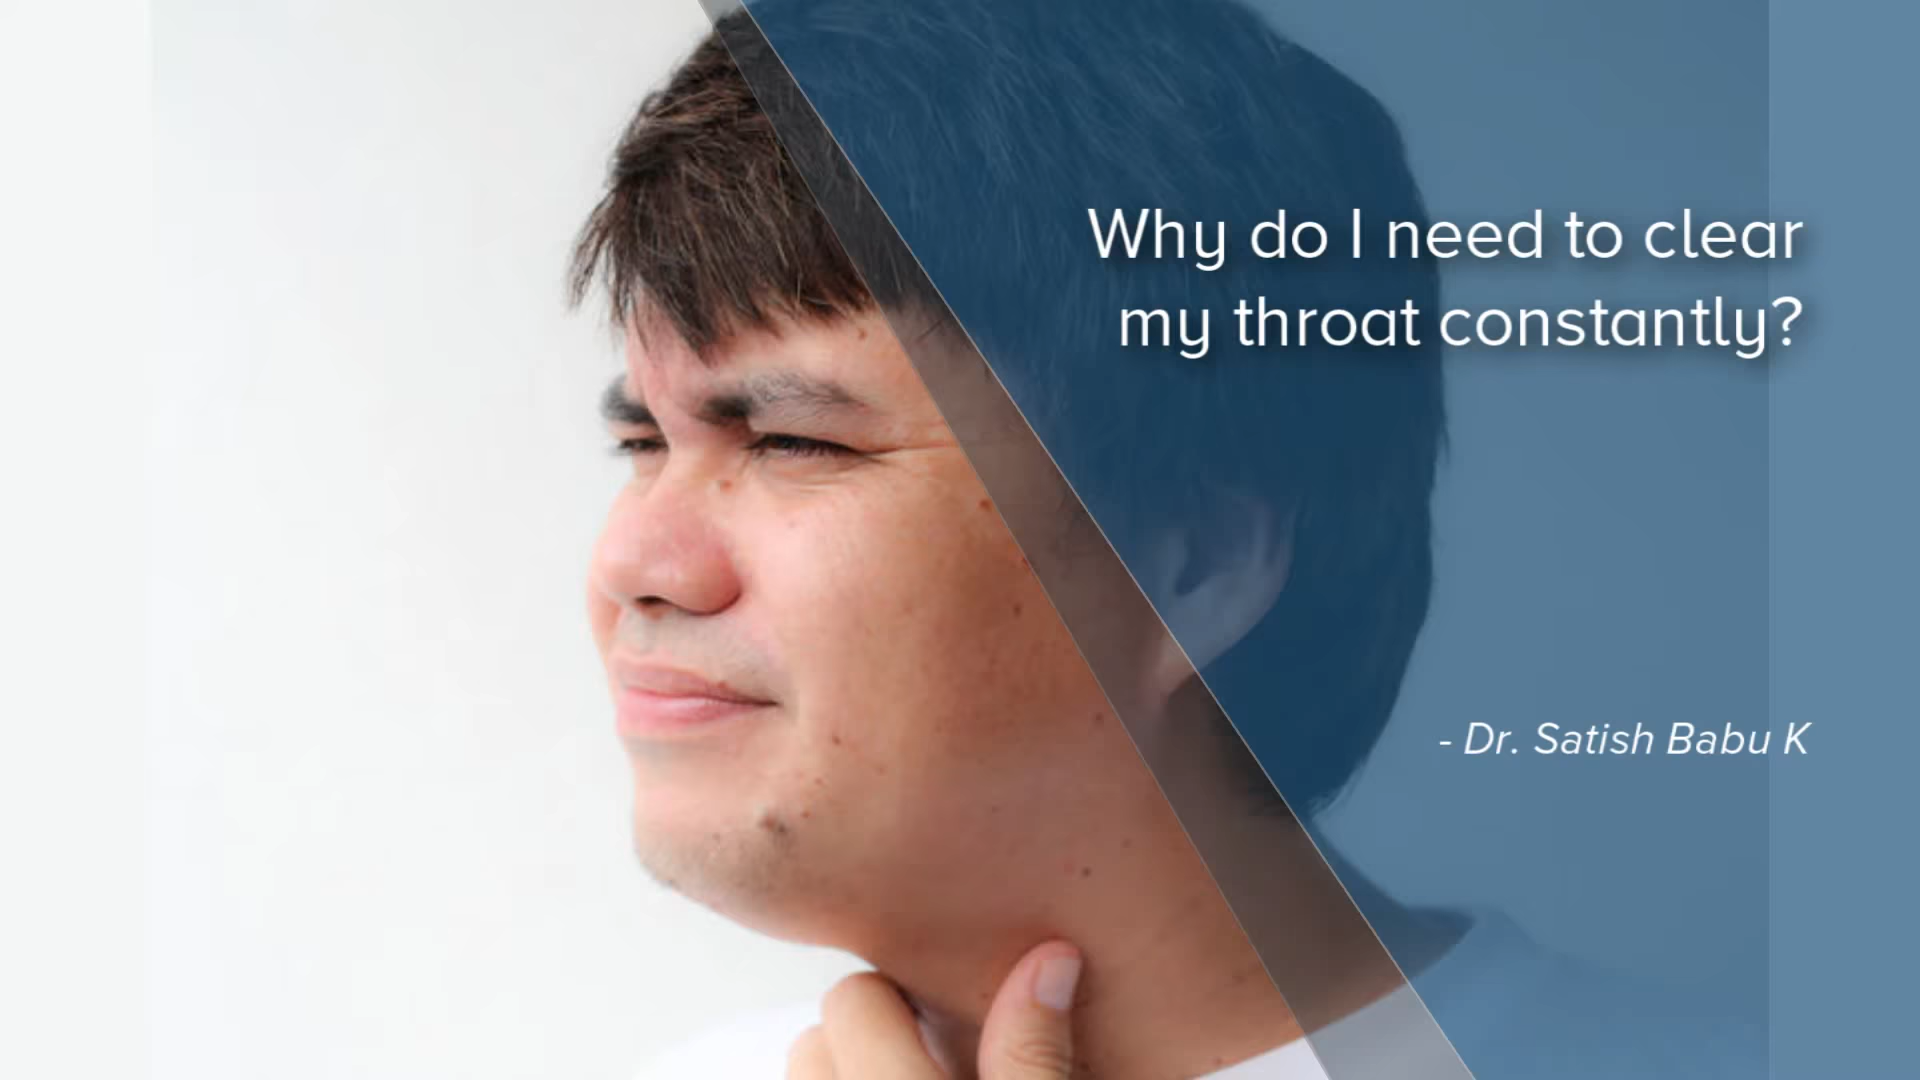 Why do I need to clear
my throat constantly?
- Dr. Satish Babu K